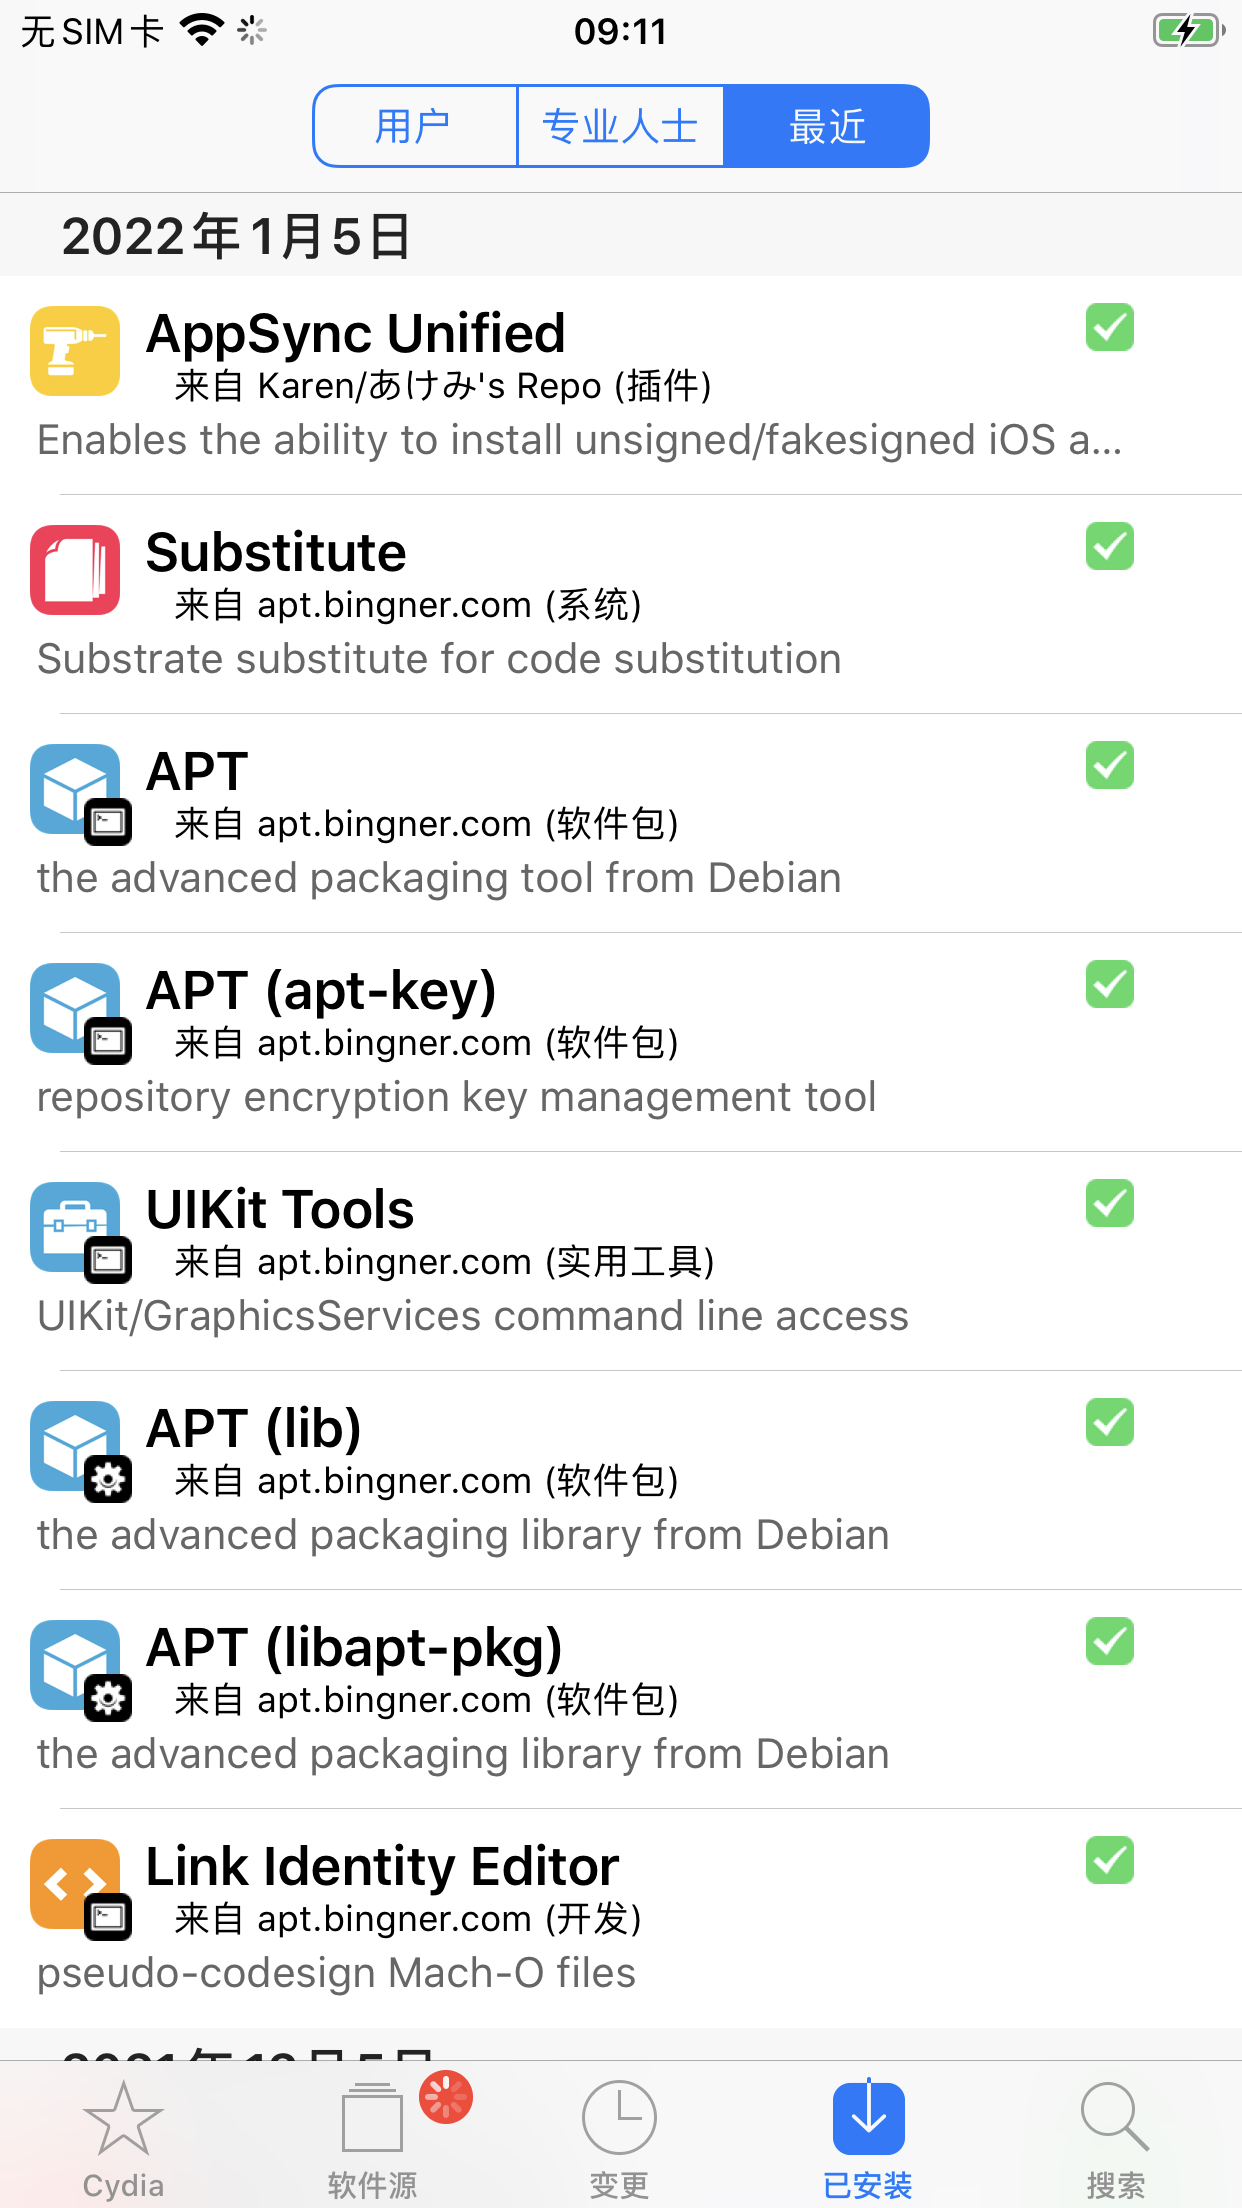 无SIM卡 09:11
用户 专业人士 最近
2022年1月5日
AppSync Unified
来自 Karen/あけみ's Repo (插件)
Enables the ability to install unsigned/fakesigned iOS a...
Substitute
来自 apt.bingner.com (系统)
Substrate substitute for code substitution
APT
来自 apt.bingner.com (软件包)
the advanced packaging tool from Debian
APT (apt-key)
来自 apt.bingner.com (软件包)
repository encryption key management tool
UIKit Tools
来自 apt.bingner.com (实用工具)
UIKit/GraphicsServices command line access
APT (lib)
来自 apt.bingner.com (软件包)
the advanced packaging library from Debian
APT (libapt-pkg)
来自 apt.bingner.com (软件包)
the advanced packaging library from Debian
Link Identity Editor
来自 apt.bingner.com (开发)
pseudo-codesign Mach-O files
Cydia 软件源 变更 已安装 搜索